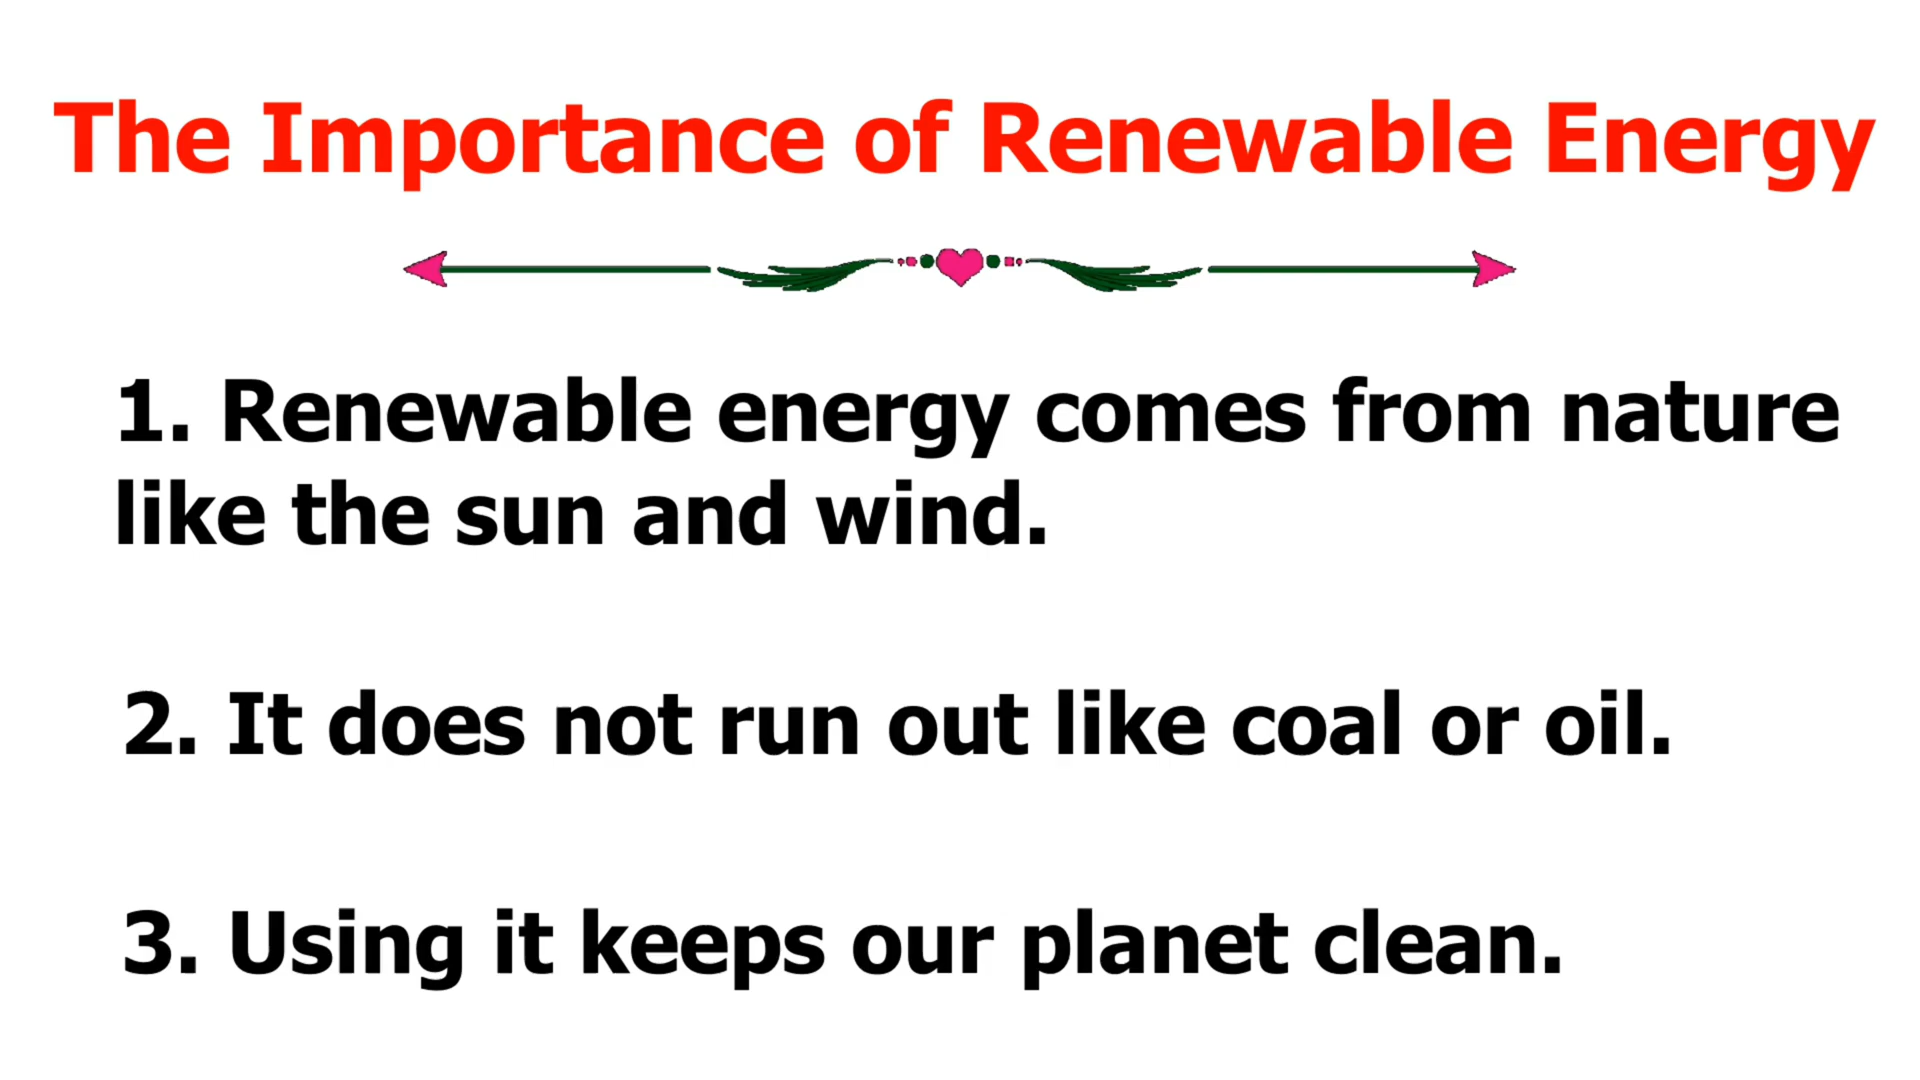 The Importance of Renewable Energy
1. Renewable energy comes from nature
like the sun and wind.
2. It does not run out like coal or oil.
3. Using it keeps our planet clean.